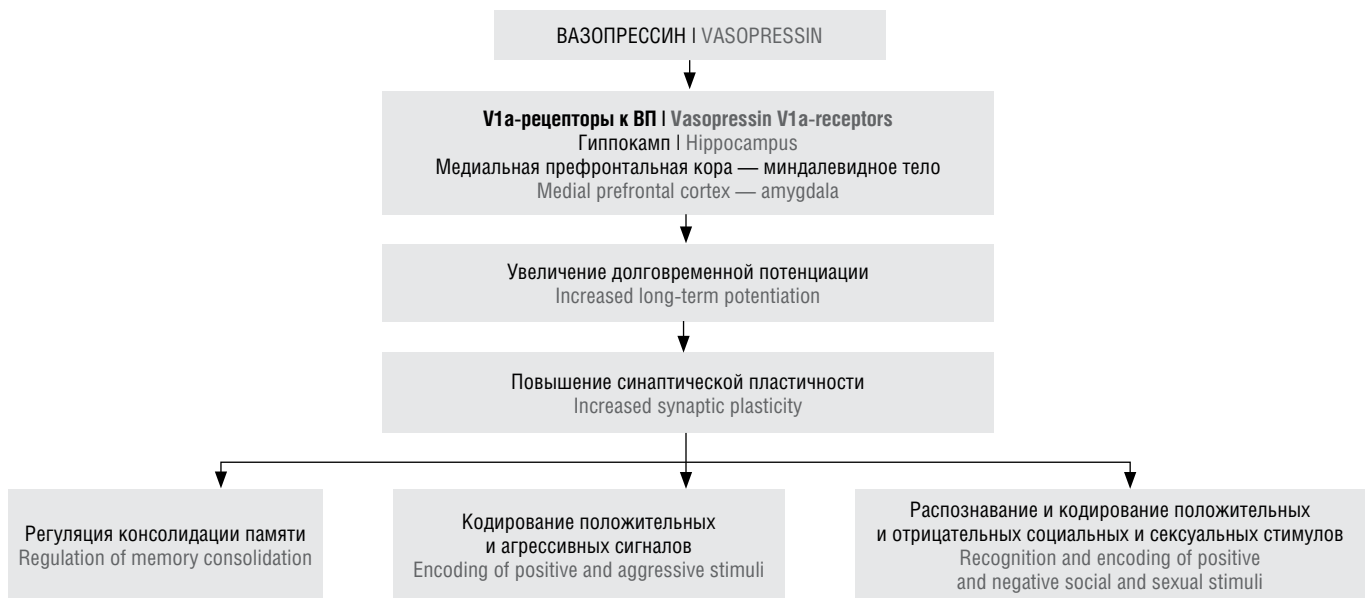 ВАЗОПРЕССИН | VASOPRESSIN
V1a-рецепторы к ВП | Vasopressin V1a-receptors
Гиппокамп | Hippocampus
Медиальная префронтальная кора — миндалевидное тело
Medial prefrontal cortex — amygdala
Увеличение долговременной потенциации
Increased long-term potentiation
Повышение синаптической пластичности
Increased synaptic plasticity
Регуляция консолидации памяти
Regulation of memory consolidation
Кодирование положительных
и агрессивных сигналов
Encoding of positive and aggressive stimuli
Распознавание и кодирование положительных
и отрицательных социальных и сексуальных стимулов
Recognition and encoding of positive
and negative social and sexual stimuli